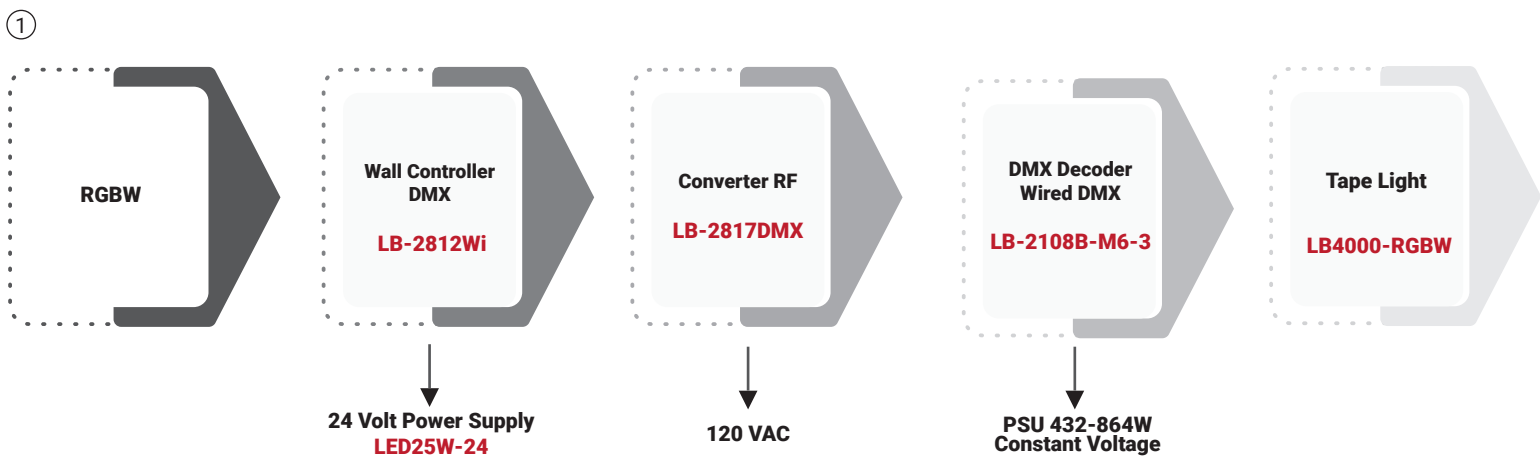 1
RGBW
Wall Controller
DMX
LB-2812Wi
Converter RF
LB-2817DMX
DMX Decoder
Wired DMX
LB-2108B-M6-3
Tape Light
LB4000-RGBW
24 Volt Power Supply
LED25W-24
120 VAC
PSU 432-864W
Constant Voltage